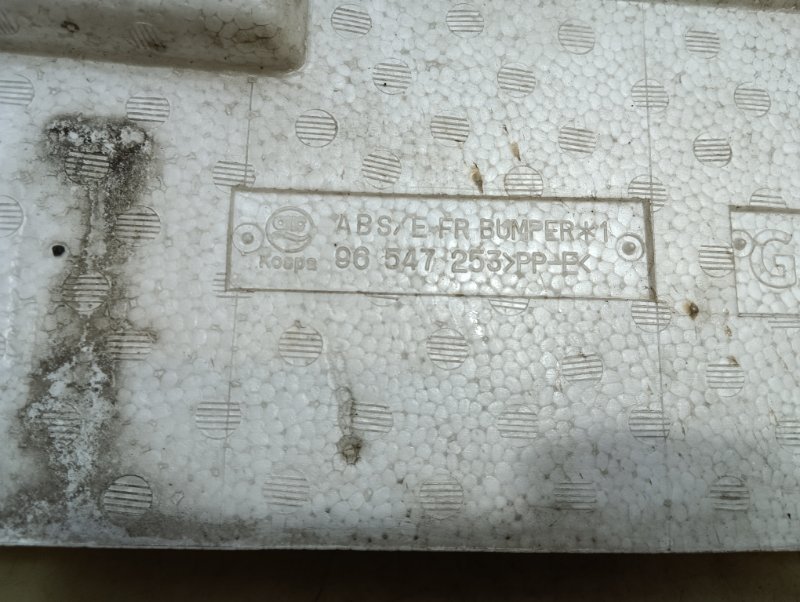 ABS/E FR BUMPER*1
Kospa 96 547 253>PP-E<
G